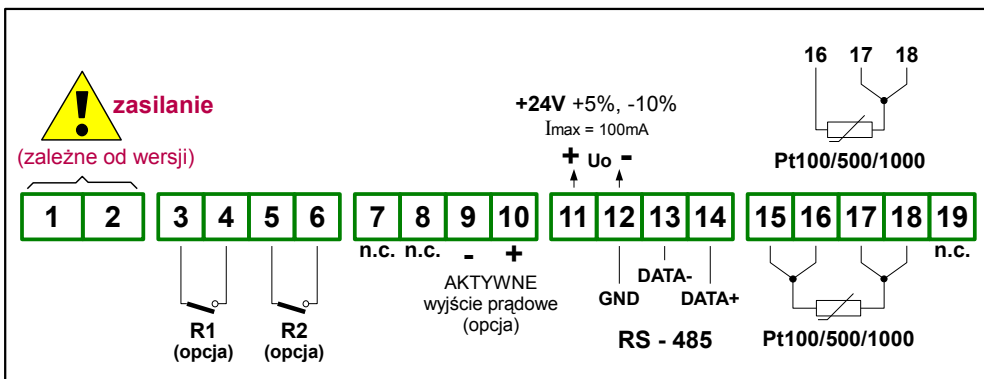 16 17 18
! zasilanie
(zależne od wersji)
+24V +5%, -10%
Imax = 100mA
+ Uo -
Pt100/500/1000
1 2 3 4 5 6 7 8 9 10 11 12 13 14 15 16 17 18 19
n.c. n.c. - + n.c.
AKTYWNE
wyjście prądowe
(opcja)
DATA-
GND DATA+
RS - 485
R1
(opcja)
R2
(opcja)
Pt100/500/1000